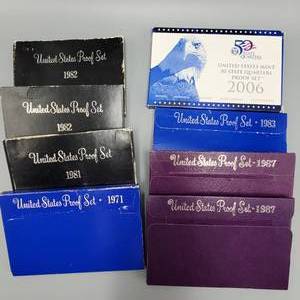 United States Proof Set
1982
United States Proof Set
1982
United States Proof Set
1981
United States Proof Set • 1971
50
UNITED STATES MINT
50 STATE QUARTERS
PROOF SET
2006
United States Proof Set • 1983
United States Proof Set - 1987
United States Proof Set - 1987